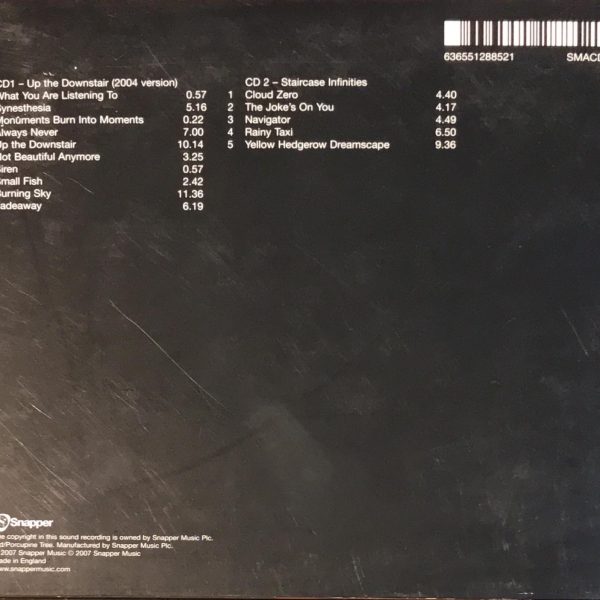 636551288521 SMACD
CD1 – Up the Downstair (2004 version)
What You Are Listening To 0.57
Synesthesia 5.16
Monuments Burn Into Moments 0.22
Always Never 7.00
Up the Downstair 10.14
Not Beautiful Anymore 3.25
Siren 0.57
Small Fish 2.42
Burning Sky 11.36
Fadeaway 6.19
CD 2 – Staircase Infinities
1 Cloud Zero 4.40
2 The Joke's On You 4.17
3 Navigator 4.49
4 Rainy Taxi 6.50
5 Yellow Hedgerow Dreamscape 9.36
Snapper
The copyright in this sound recording is owned by Snapper Music Plc.
/Porcupine Tree. Manufactured by Snapper Music Plc.
2007 Snapper Music © 2007 Snapper Music
Made in England
www.snappermusic.com